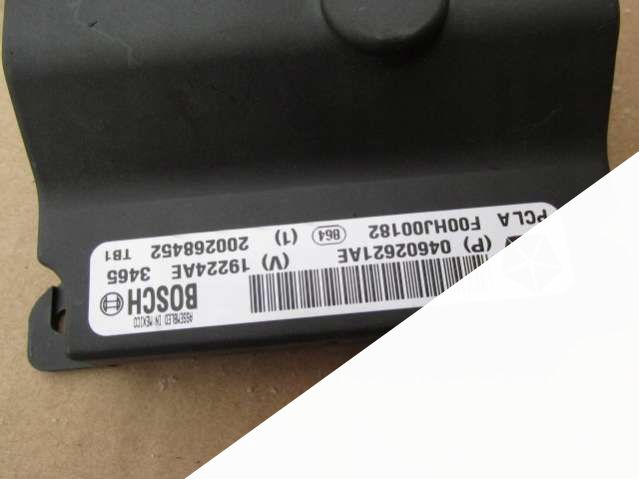 PCLA F00HJ00182 864 (1) 200268452 TB1
(P) 04602621AE (V) 19224AE 3465
BOSCH
ASSEMBLED IN MEXICO